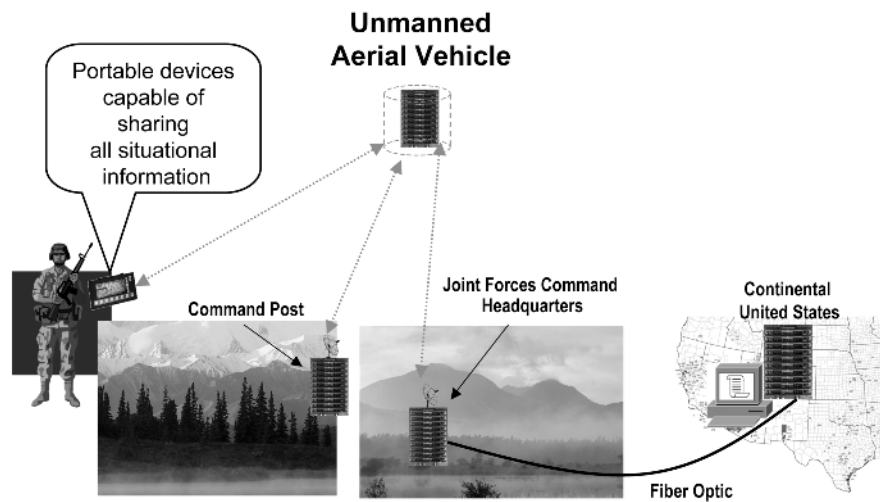 Unmanned
Aerial Vehicle
Portable devices
capable of
sharing
all situational
information
Command Post
Joint Forces Command
Headquarters
Continental
United States
Fiber Optic